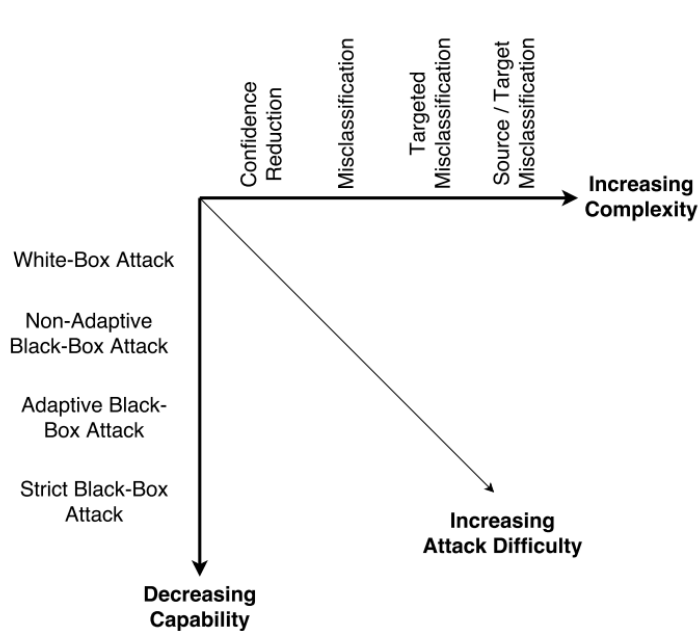 Confidence
Reduction
Misclassification
Targeted
Misclassification
Source / Target
Misclassification
Increasing
Complexity
White-Box Attack
Non-Adaptive
Black-Box Attack
Adaptive Black-
Box Attack
Strict Black-Box
Attack
Increasing
Attack Difficulty
Decreasing
Capability